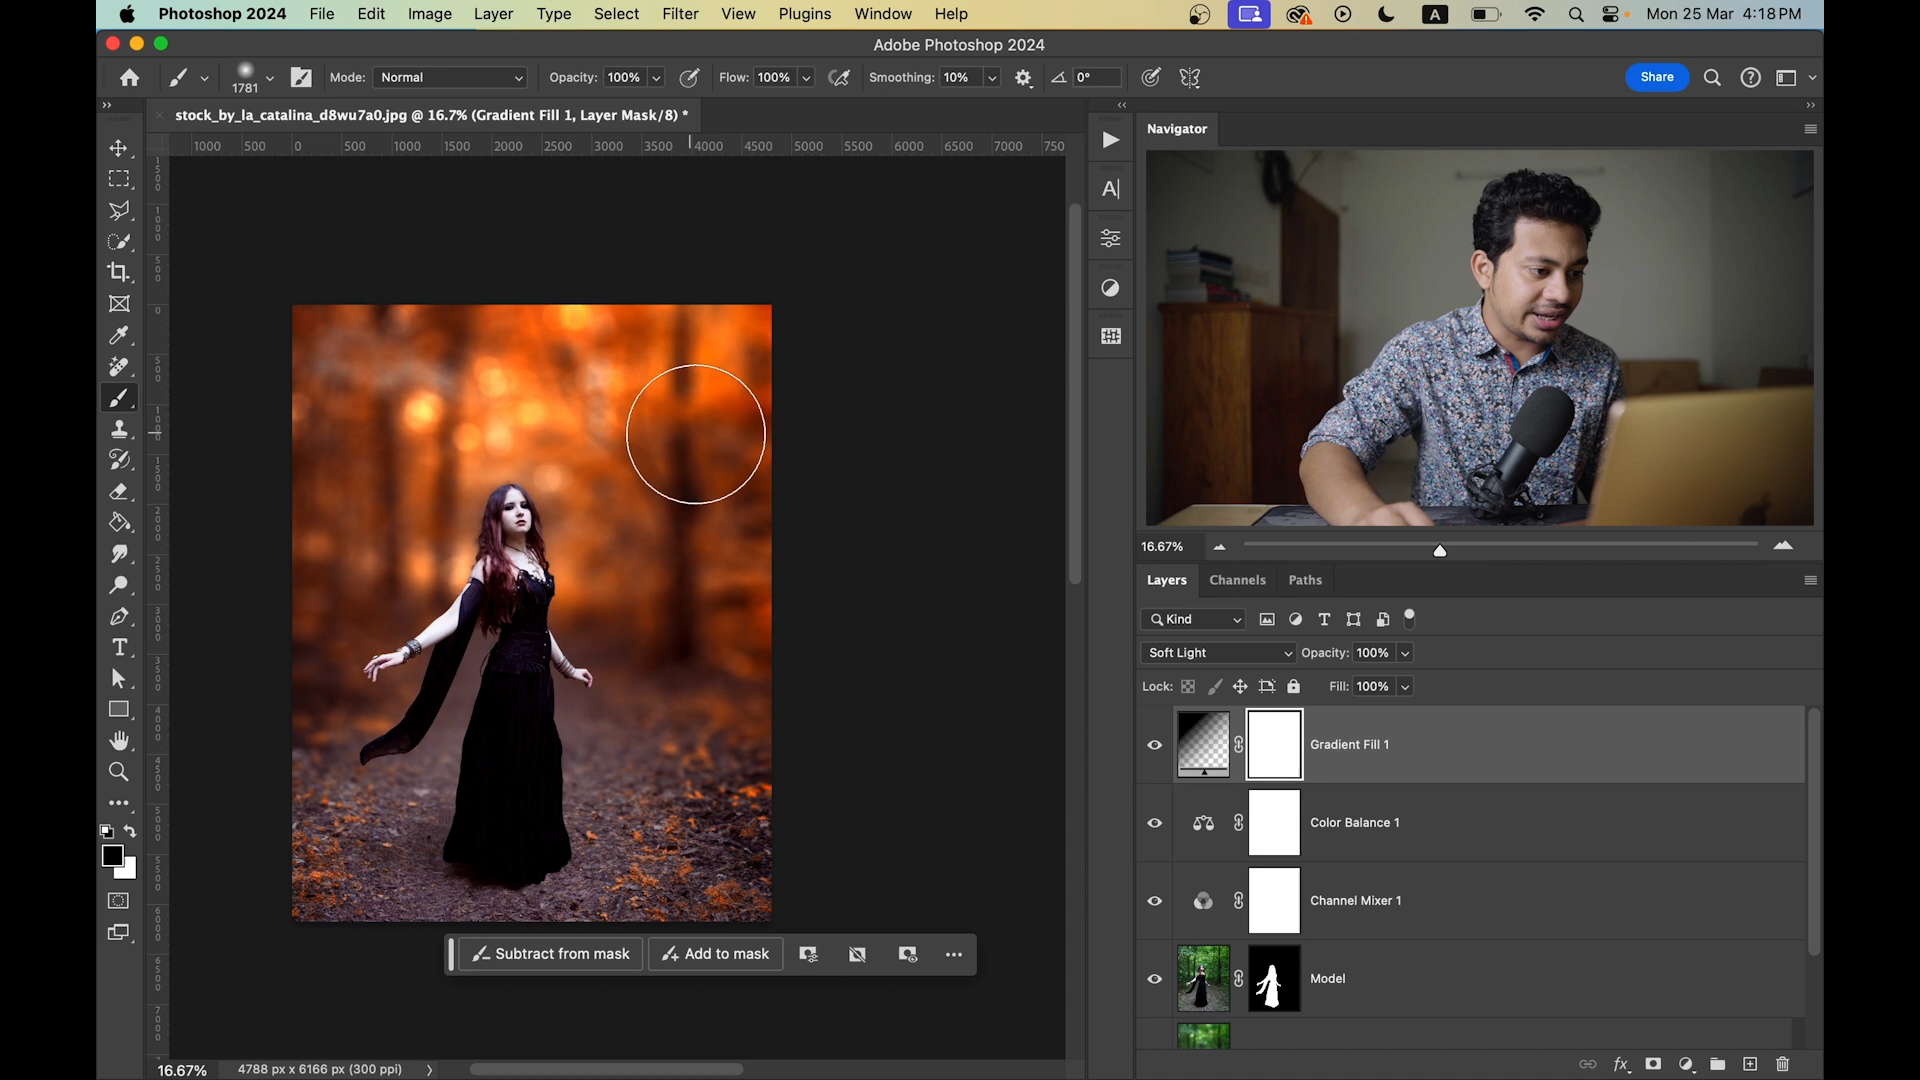 Photoshop 2024 File Edit Image Layer Type Select Filter View Plugins Window Help A Mon 25 Mar 4:18 PM
Adobe Photoshop 2024
1781 Mode: Normal Opacity: 100% Flow: 100% Smoothing: 10% 0° Share
stock_by_la_catalina_d8wu7a0.jpg @ 16.7% (Gradient Fill 1, Layer Mask/8) *
1000 500 0 500 1000 1500 2000 2500 3000 3500 4000 4500 5000 5500 6000 6500 7000 750
Navigator
16.67%
Layers Channels Paths
Kind
Soft Light Opacity: 100%
Lock: Fill: 100%
Gradient Fill 1
Color Balance 1
Channel Mixer 1
Model
Subtract from mask Add to mask
16.67% 4788 px x 6166 px (300 ppi)
fx